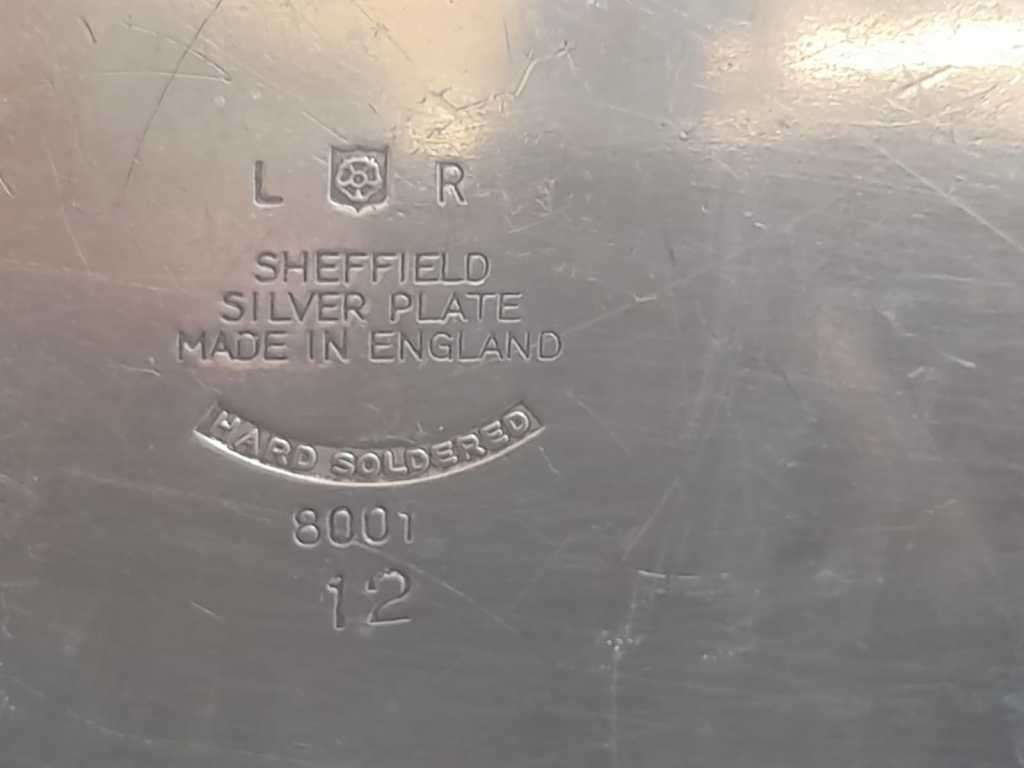 L R
SHEFFIELD
SILVER PLATE
MADE IN ENGLAND
HARD SOLDERED
8001
12